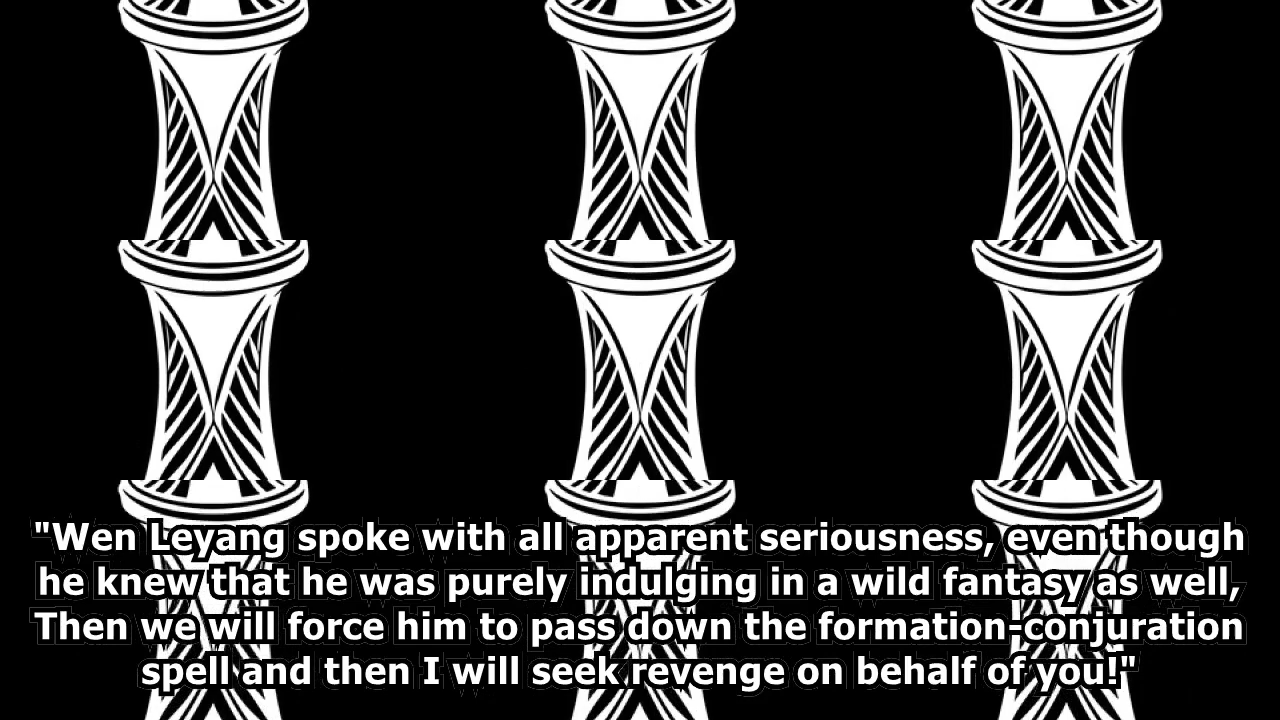 "Wen Leyang spoke with all apparent seriousness, even though
he knew that he was purely indulging in a wild fantasy as well,
Then we will force him to pass down the formation-conjuration
spell and then I will seek revenge on behalf of you!"